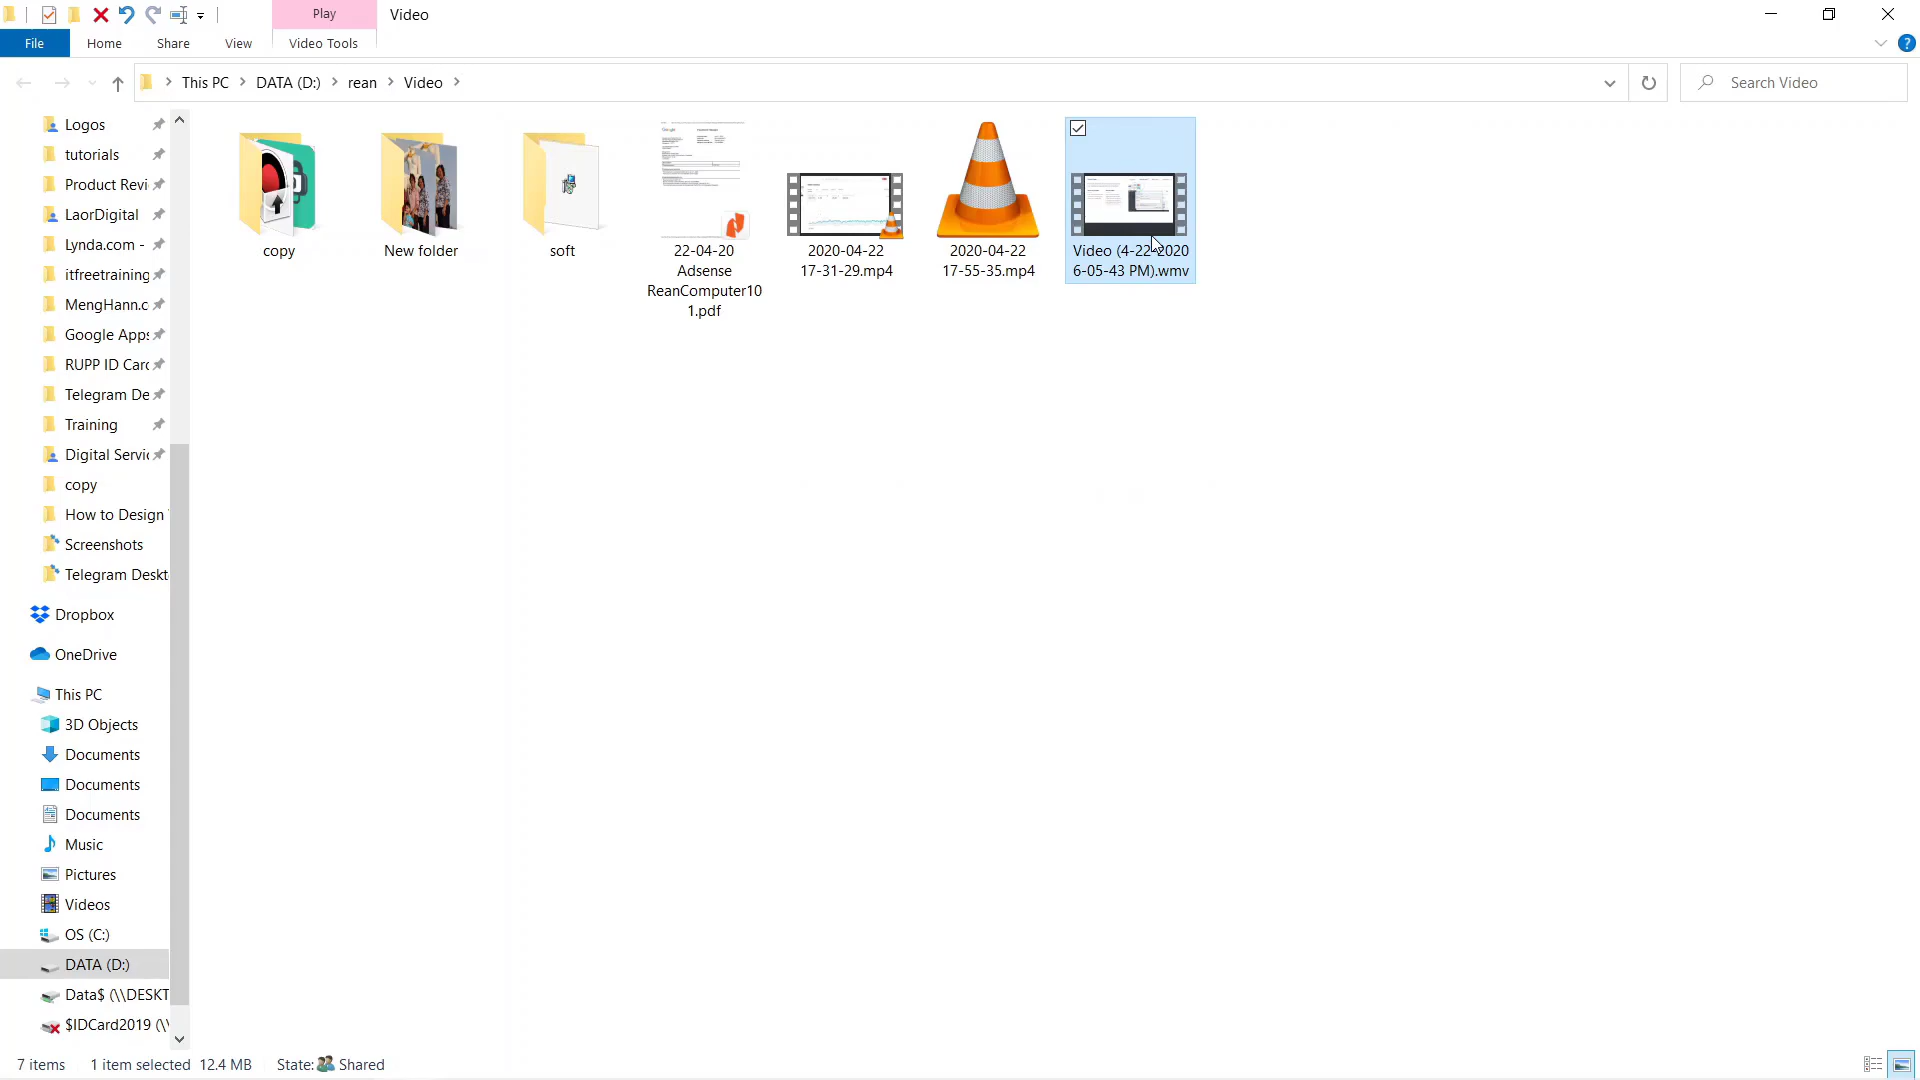 Play
Video
File
Home
Share
View
Video Tools
This PC
DATA (D:)
rean
Video
Search Video
Logos
tutorials
Product Revi
LaorDigital
Lynda.com -
itfreetraining
MengHann.c
Google Apps
RUPP ID Card
Telegram De
Training
Digital Servic
copy
How to Design
Screenshots
Telegram Deskt
Dropbox
OneDrive
This PC
3D Objects
Documents
Documents
Documents
Music
Pictures
Videos
OS (C:)
DATA (D:)
Data$ (\\DESKT
$IDCard2019 (\\
copy
New folder
soft
22-04-20
Adsense
ReanComputer10
1.pdf
2020-04-22
17-31-29.mp4
2020-04-22
17-55-35.mp4
Video (4-22-2020
6-05-43 PM).wmv
7 items
1 item selected 12.4 MB
State: Shared